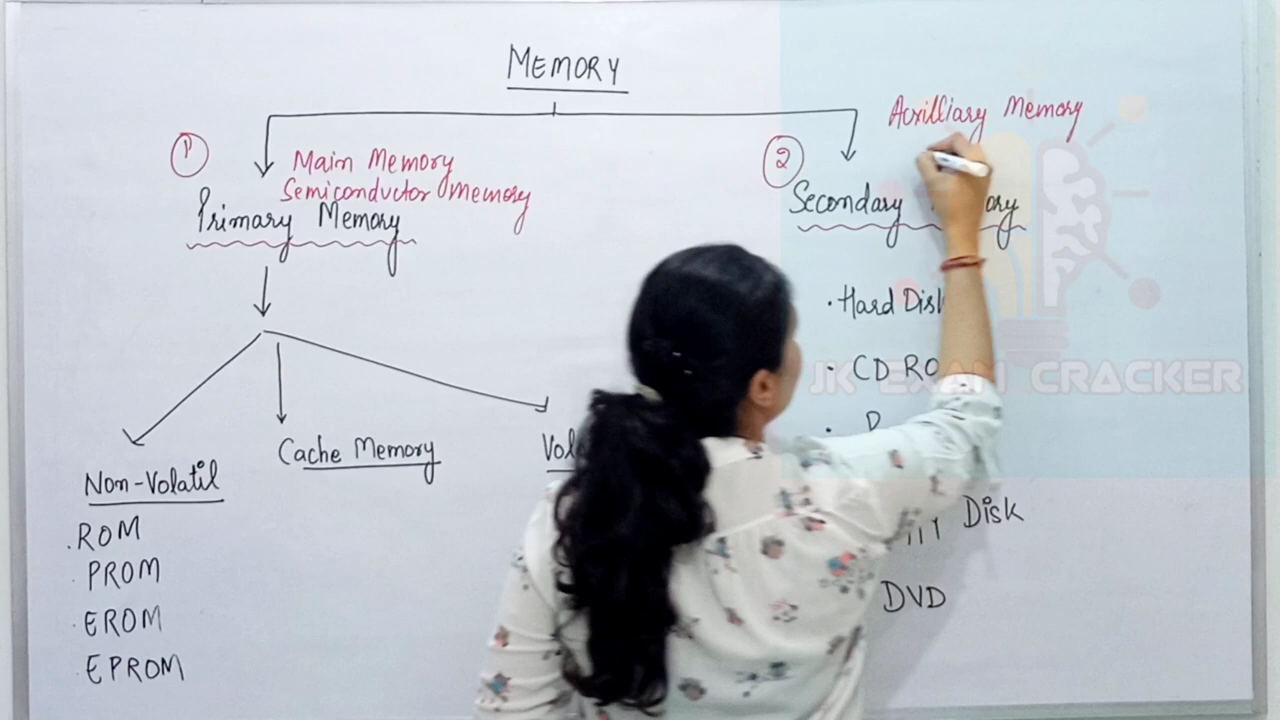 MEMORY
Auxilliary Memory
1
Main Memory
Semiconductor Memory
Primary Memory
2
Secondary
· Hard Disk
· CD RO
JK EXAM CRACKER
Cache Memory
Non-Volatil
. ROM
. PROM
. EROM
. EPROM
Disk
DVD